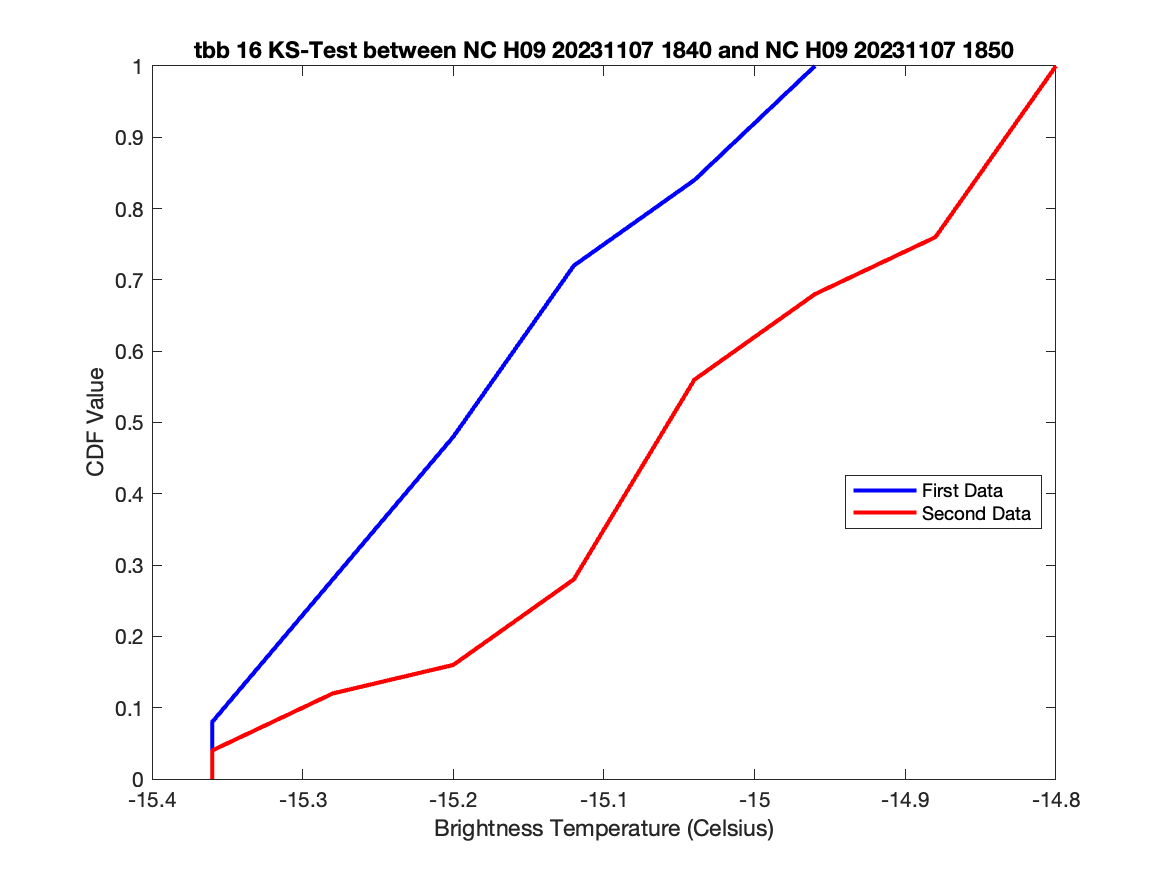 tbb 16 KS-Test between NC H09 20231107 1840 and NC H09 20231107 1850
1
0.9
0.8
0.7
0.6
0.5
0.4
0.3
0.2
0.1
0
CDF Value
First Data
Second Data
-15.4 -15.3 -15.2 -15.1 -15 -14.9 -14.8
Brightness Temperature (Celsius)